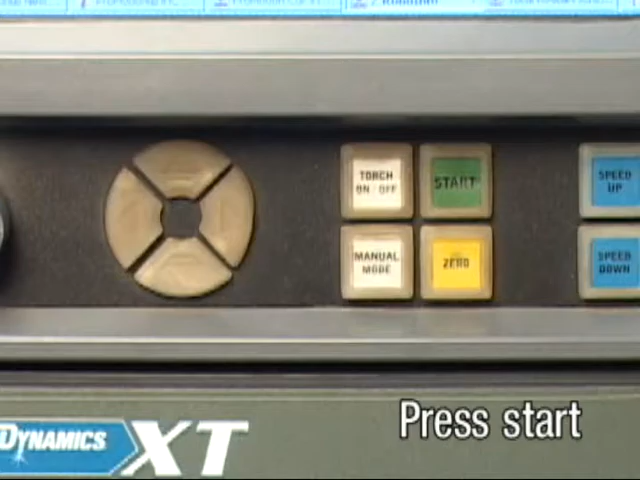 TORCH
ON OFF
START
SPEED
UP
MANUAL
MODE
ZERO
SPEED
DOWN
Press start
DYNAMICS XT